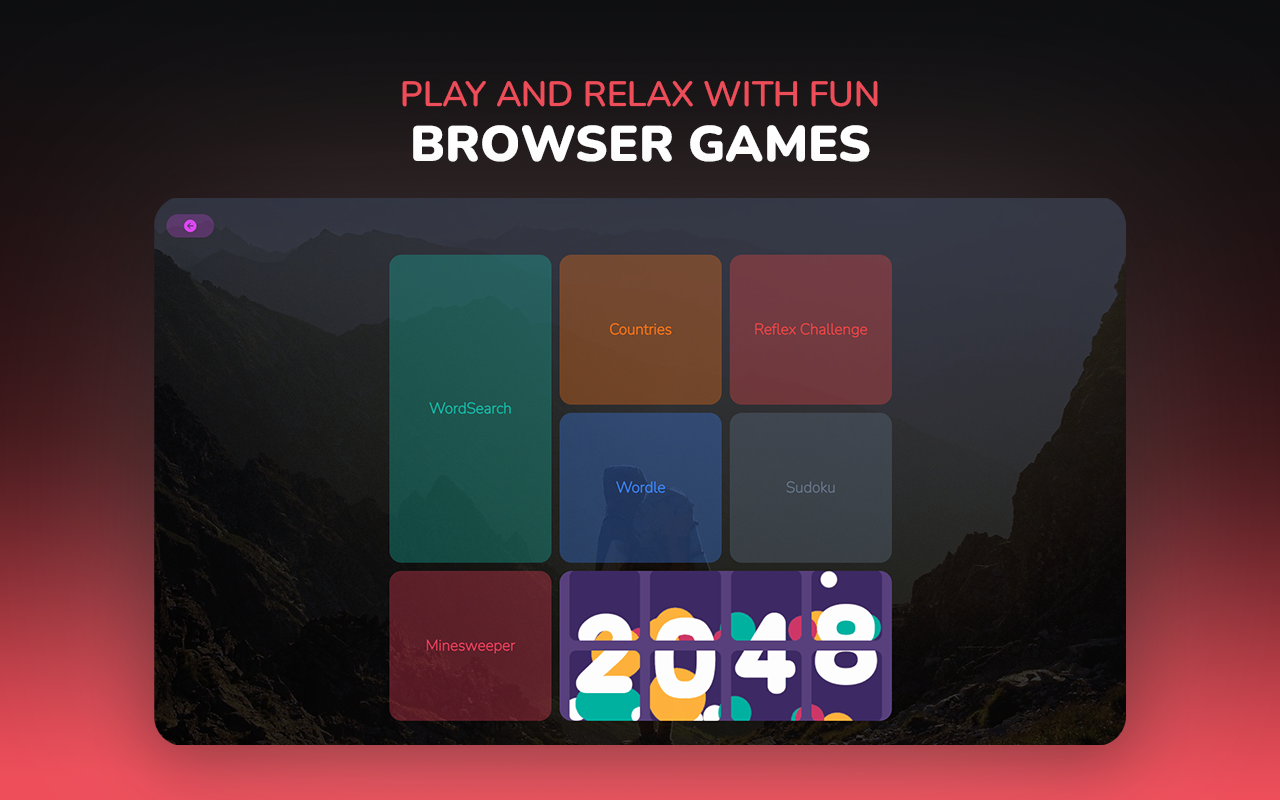 PLAY AND RELAX WITH FUN
BROWSER GAMES
WordSearch
Countries
Reflex Challenge
Wordle
Sudoku
Minesweeper
2048